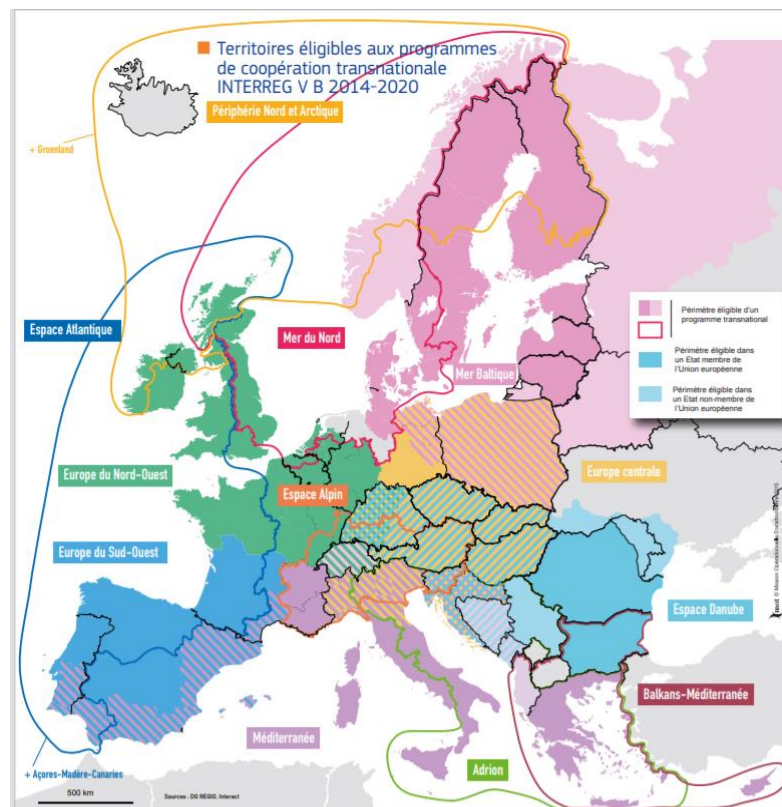 Territoires éligibles aux programmes
de coopération transnationale
INTERREG V B 2014-2020
Périphérie Nord et Arctique
+ Groenland
Espace Atlantique
Mer du Nord
Mer Baltique
Périmètre éligible d'un
programme transnational
Périmètre éligible dans
un Etat membre de
l'Union européenne
Périmètre éligible dans
un Etat non-membre de
l'Union européenne
Europe du Nord-Ouest
Espace Alpin
Europe centrale
Europe du Sud-Ouest
Espace Danube
Balkans-Méditerranée
Méditerranée
Adrion
+ Açores-Madère-Canaries
500 km
Sources : DG REGIO, Interact